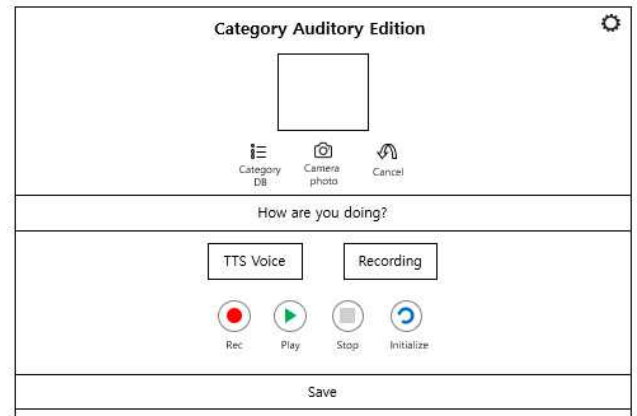 Category Auditory Edition
Category
DB
Camera
photo
Cancel
How are you doing?
TTS Voice
Recording
Rec
Play
Stop
Initialize
Save